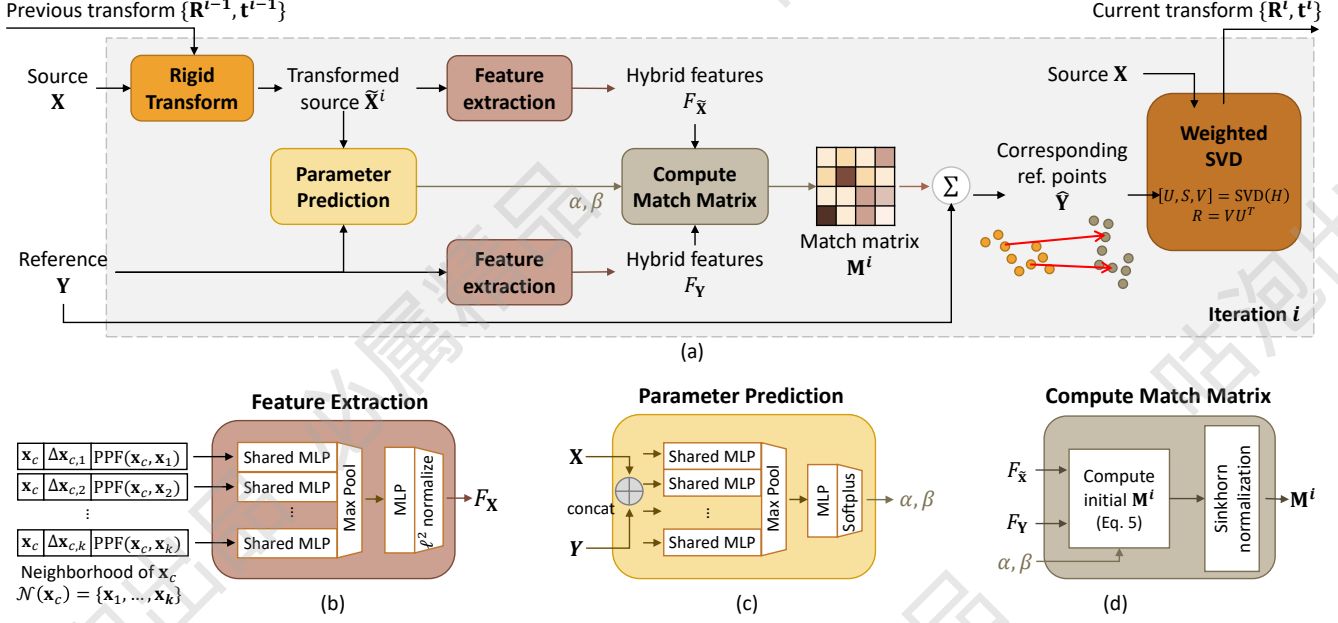 Previous transform {R^{i-1}, t^{i-1}}
Current transform {R^i, t^i}
Source
X
Rigid
Transform
Transformed
source X̃^i
Feature
extraction
Hybrid features
F_X̃
Source X
Weighted
SVD
[U, S, V] = SVD(H)
R = VU^T
Parameter
Prediction
α, β
Compute
Match Matrix
Match matrix
M^i
Σ
Corresponding
ref. points
Ŷ
Reference
Y
Feature
extraction
Hybrid features
F_Y
Iteration i
(a)
Feature Extraction
x_c Δx_{c,1} PPF(x_c, x_1)
x_c Δx_{c,2} PPF(x_c, x_2)
⋮
x_c Δx_{c,k} PPF(x_c, x_k)
Neighborhood of x_c
𝒩(x_c) = {x_1, …, x_k}
Shared MLP
Shared MLP
⋮
Shared MLP
Max Pool
MLP
ℓ² normalize
F_X
(b)
Parameter Prediction
X
concat
Y
Shared MLP
Shared MLP
⋮
Shared MLP
Max Pool
MLP
Softplus
α, β
(c)
Compute Match Matrix
F_x̃
F_Y
α, β
Compute
initial M^i
(Eq. 5)
Sinkhorn
normalization
M^i
(d)
必属精品